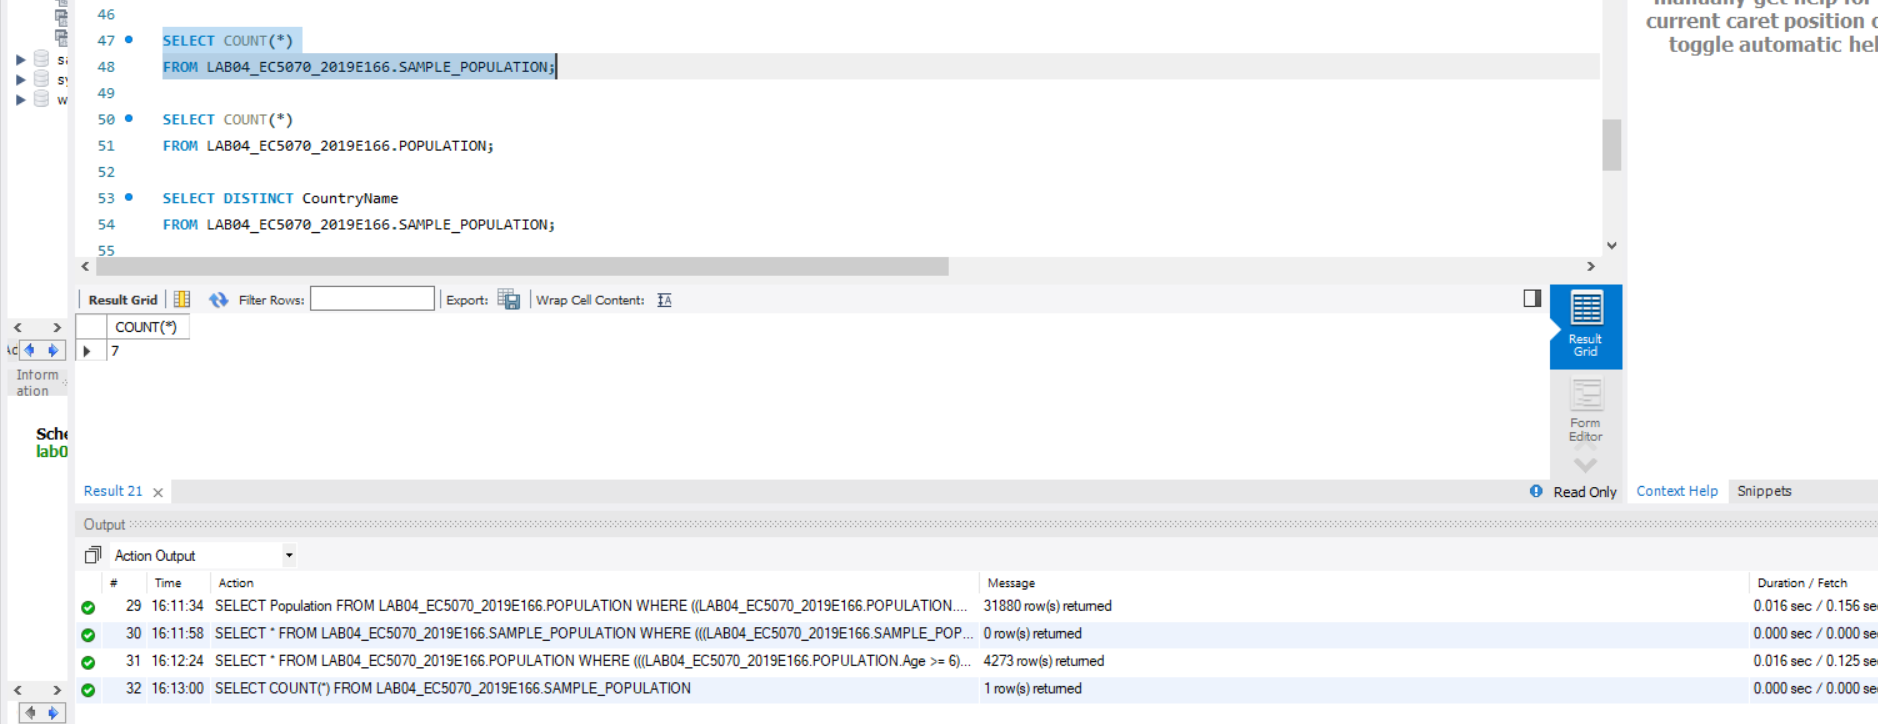 46
manually get help for
current caret position
toggle automatic hel
47 SELECT COUNT(*)
48 FROM LAB04_EC5070_2019E166.SAMPLE_POPULATION;
49
50 SELECT COUNT(*)
51 FROM LAB04_EC5070_2019E166.POPULATION;
52
53 SELECT DISTINCT CountryName
54 FROM LAB04_EC5070_2019E166.SAMPLE_POPULATION;
55
sa
sy
w
Result Grid Filter Rows: Export: Wrap Cell Content:
COUNT(*)
7
Inform
ation
Sche
lab0
Result
Grid
Form
Editor
Result 21 Read Only Context Help Snippets
Output
Action Output
# Time Action Message Duration / Fetch
29 16:11:34 SELECT Population FROM LAB04_EC5070_2019E166.POPULATION WHERE ((LAB04_EC5070_2019E166.POPULATION.... 31880 row(s) returned 0.016 sec / 0.156 se
30 16:11:58 SELECT * FROM LAB04_EC5070_2019E166.SAMPLE_POPULATION WHERE (((LAB04_EC5070_2019E166.SAMPLE_POP... 0 row(s) returned 0.000 sec / 0.000 se
31 16:12:24 SELECT * FROM LAB04_EC5070_2019E166.POPULATION WHERE (((LAB04_EC5070_2019E166.POPULATION.Age >= 6)... 4273 row(s) returned 0.016 sec / 0.125 se
32 16:13:00 SELECT COUNT(*) FROM LAB04_EC5070_2019E166.SAMPLE_POPULATION 1 row(s) returned 0.000 sec / 0.000 se